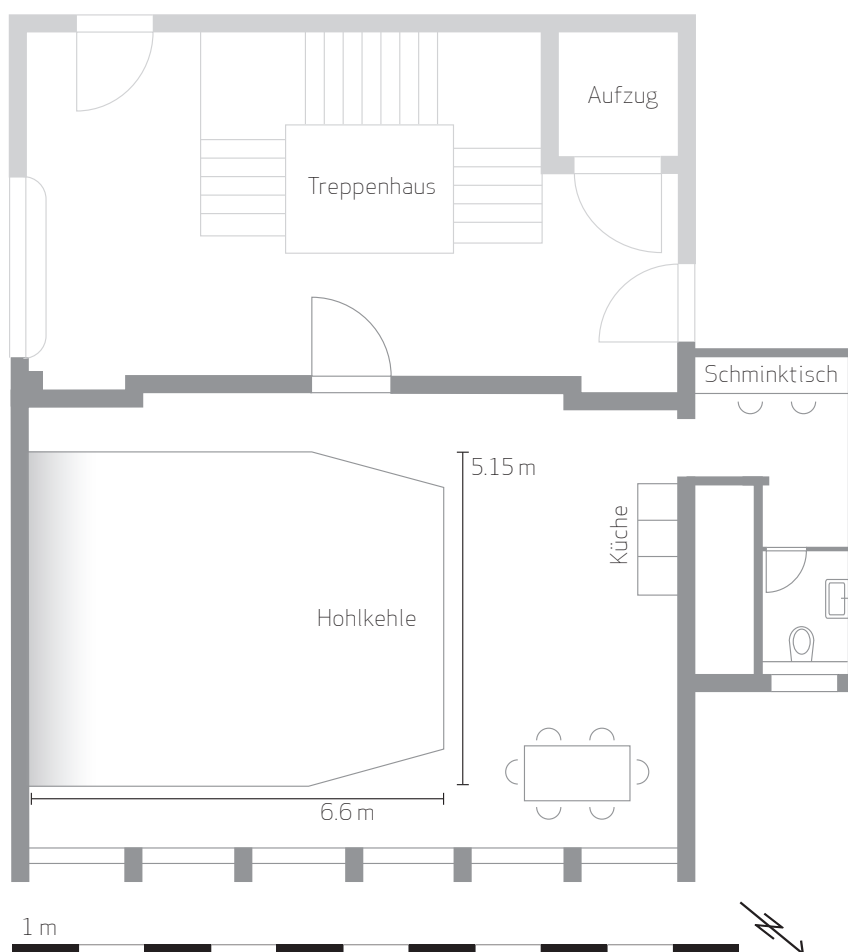 Aufzug
Treppenhaus
Schminktisch
5.15 m
Küche
Hohlkehle
6.6 m
1 m